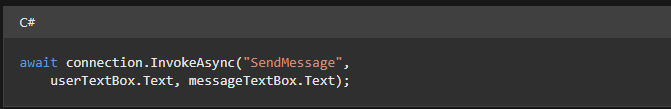 C#
await connection.InvokeAsync("SendMessage",
    userTextBox.Text, messageTextBox.Text);